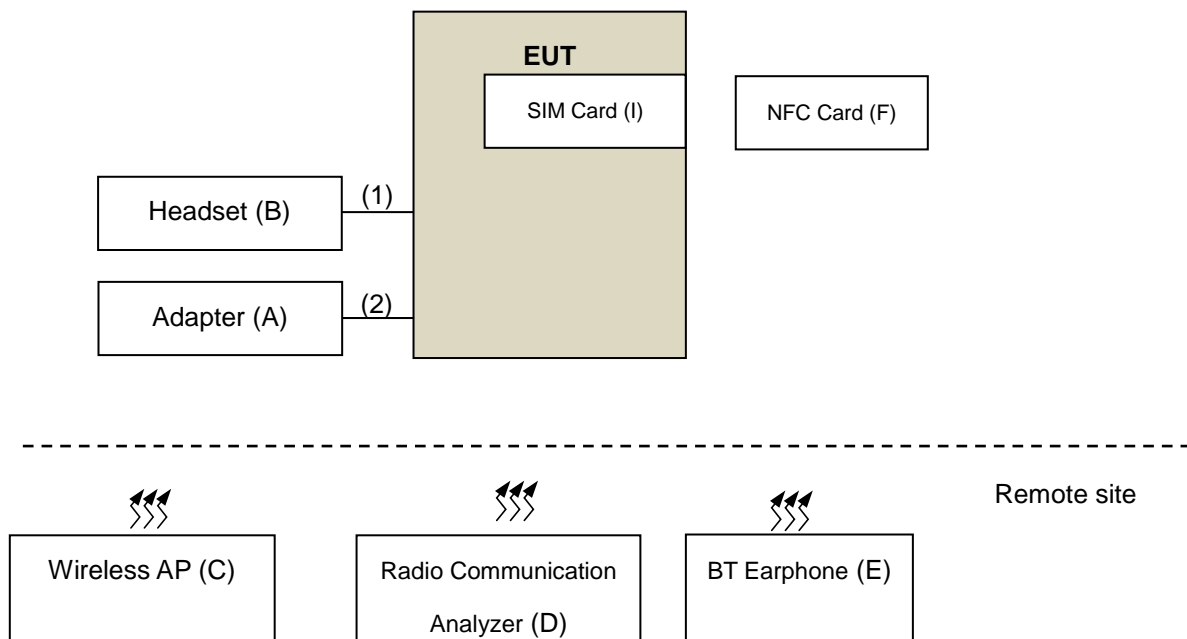 EUT
SIM Card (I)
NFC Card (F)
Headset (B)
(1)
Adapter (A)
(2)
Remote site
Wireless AP (C)
Radio Communication
Analyzer (D)
BT Earphone (E)